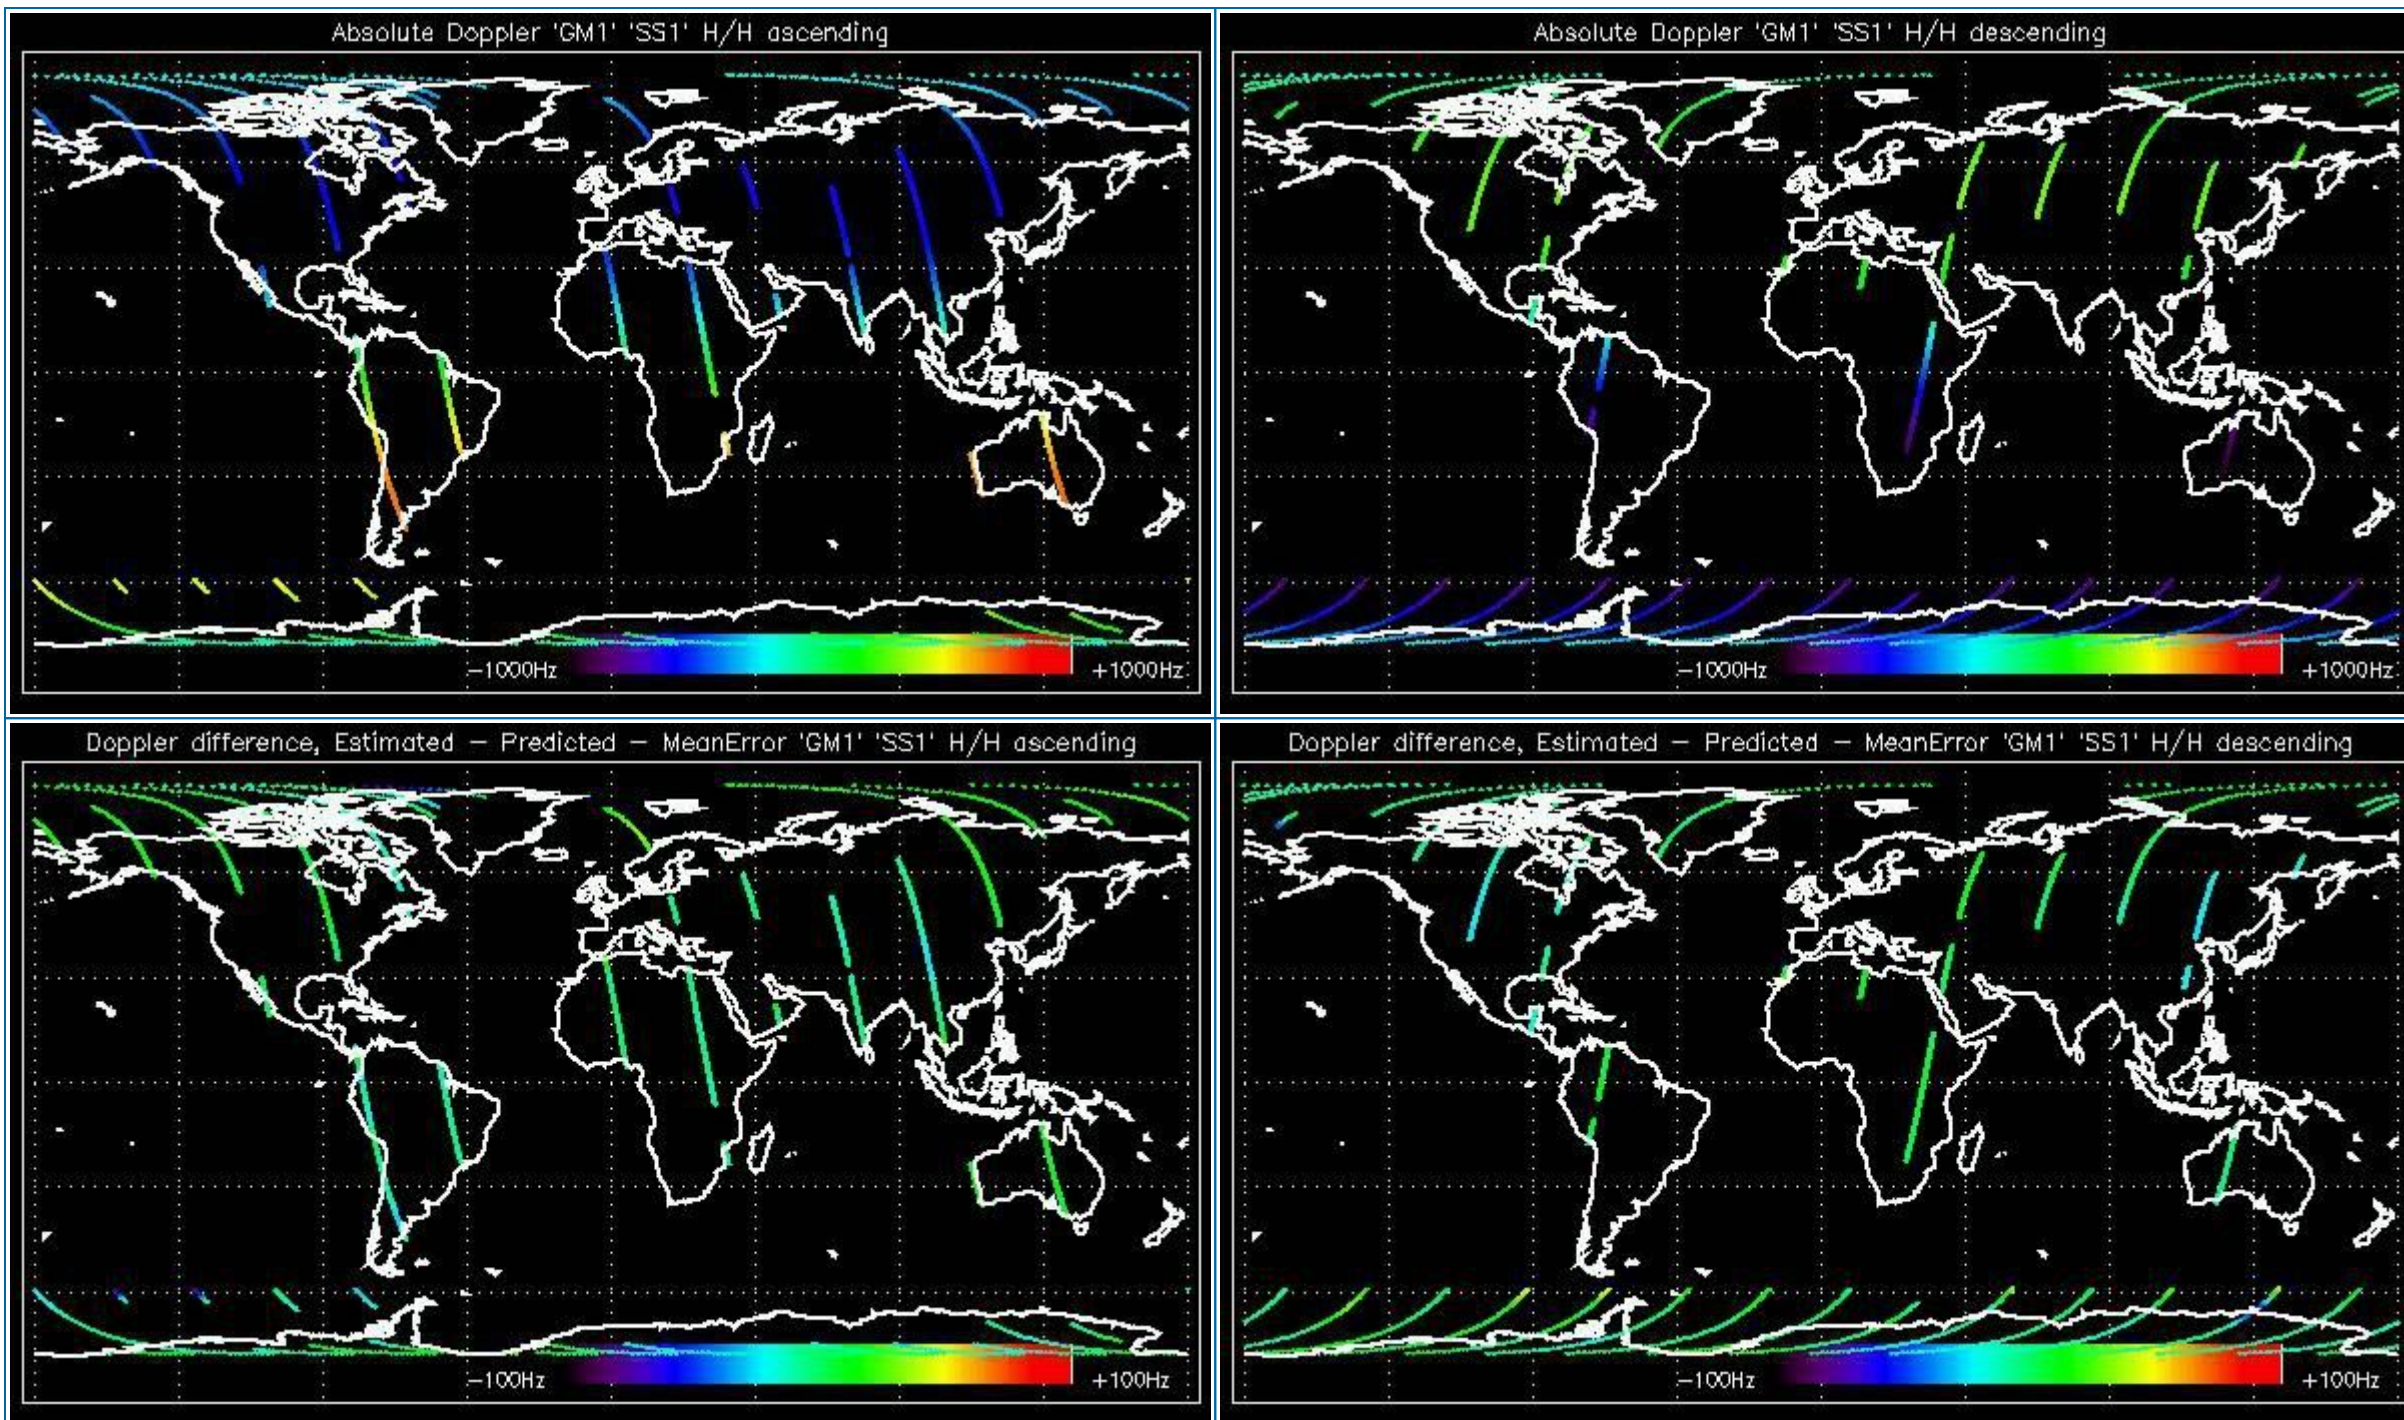 Absolute Doppler 'GM1' 'SS1' H/H ascending
-1000Hz
+1000Hz
Absolute Doppler 'GM1' 'SS1' H/H descending
-1000Hz
+1000Hz
Doppler difference, Estimated - Predicted - MeanError 'GM1' 'SS1' H/H ascending
-100Hz
+100Hz
Doppler difference, Estimated - Predicted - MeanError 'GM1' 'SS1' H/H descending
-100Hz
+100Hz